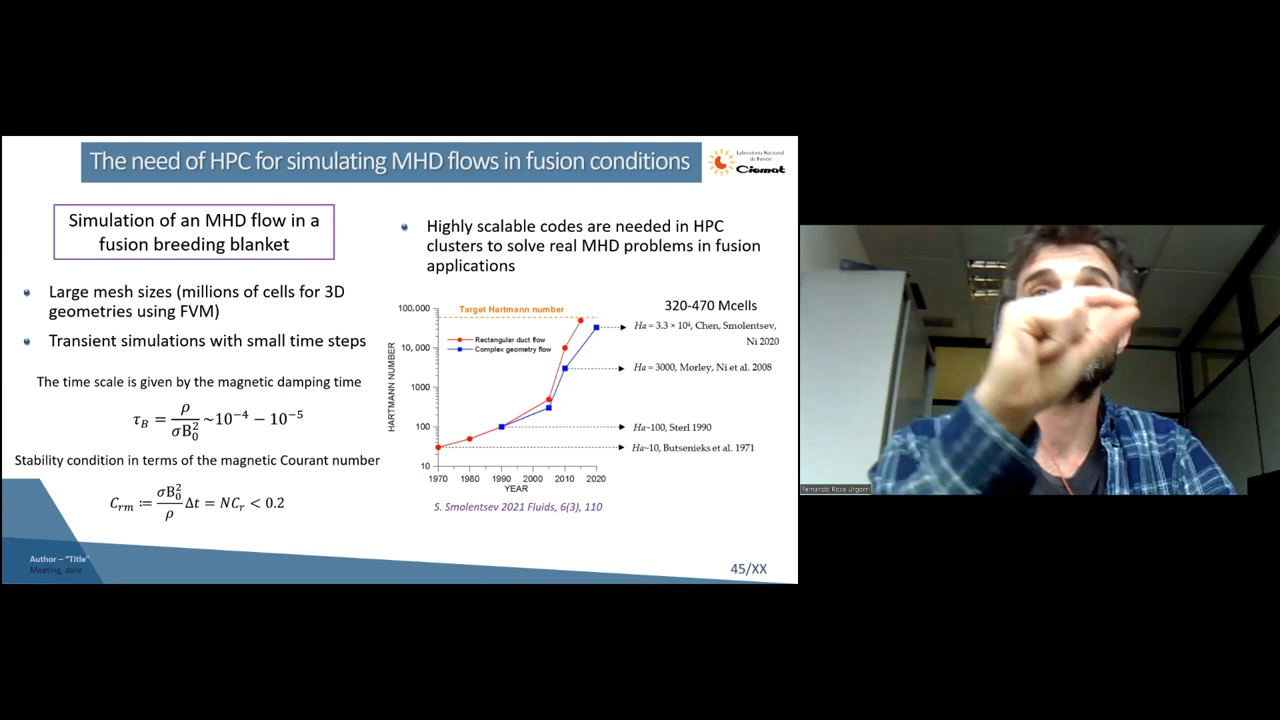 The need of HPC for simulating MHD flows in fusion conditions
Laboratorio Nacional
de Fusión
Ciemat
Simulation of an MHD flow in a
fusion breeding blanket
Large mesh sizes (millions of cells for 3D
geometries using FVM)
Transient simulations with small time steps
The time scale is given by the magnetic damping time
τ_B = ρ/σB₀² ~10⁻⁴ − 10⁻⁵
Stability condition in terms of the magnetic Courant number
C_rm ≔ σB₀²/ρ Δt = NC_r < 0.2
Highly scalable codes are needed in HPC
clusters to solve real MHD problems in fusion
applications
320-470 Mcells
Target Hartmann number
Rectangular duct flow
Complex geometry flow
HARTMANN NUMBER
100,000
10,000
1000
100
10
1970 1980 1990 2000 2010 2020
YEAR
Ha = 3.3 × 10⁴, Chen, Smolentsev,
Ni 2020
Ha = 3000, Morley, Ni et al. 2008
Ha~100, Sterl 1990
Ha~10, Butsenieks et al. 1971
S. Smolentsev 2021 Fluids, 6(3), 110
Author – "Title"
Meeting, date
45/XX
Fernando Roca Urgorri